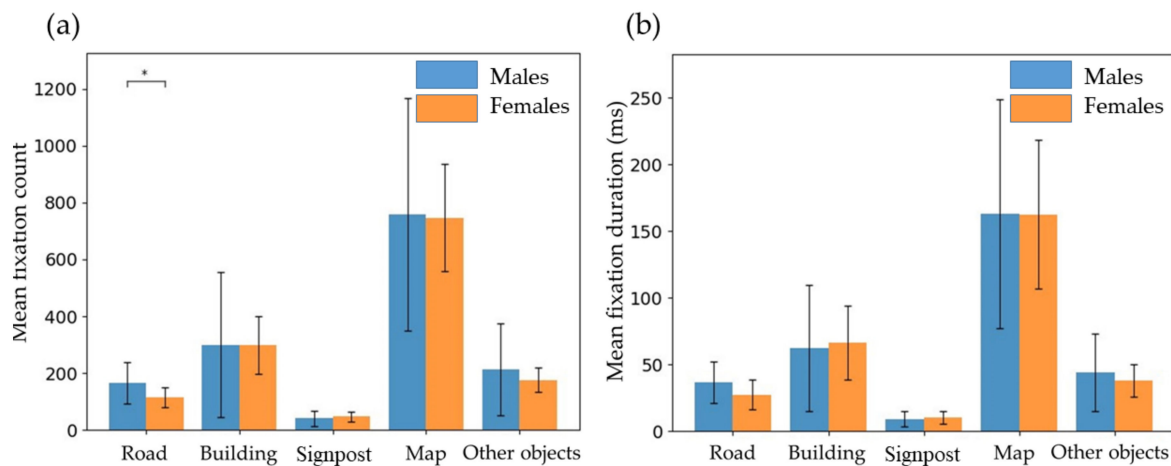 (a)
Mean fixation count
1200
1000
800
600
400
200
0
*
Males
Females
Road Building Signpost Map Other objects
(b)
Mean fixation duration (ms)
250
200
150
100
50
0
Males
Females
Road Building Signpost Map Other objects